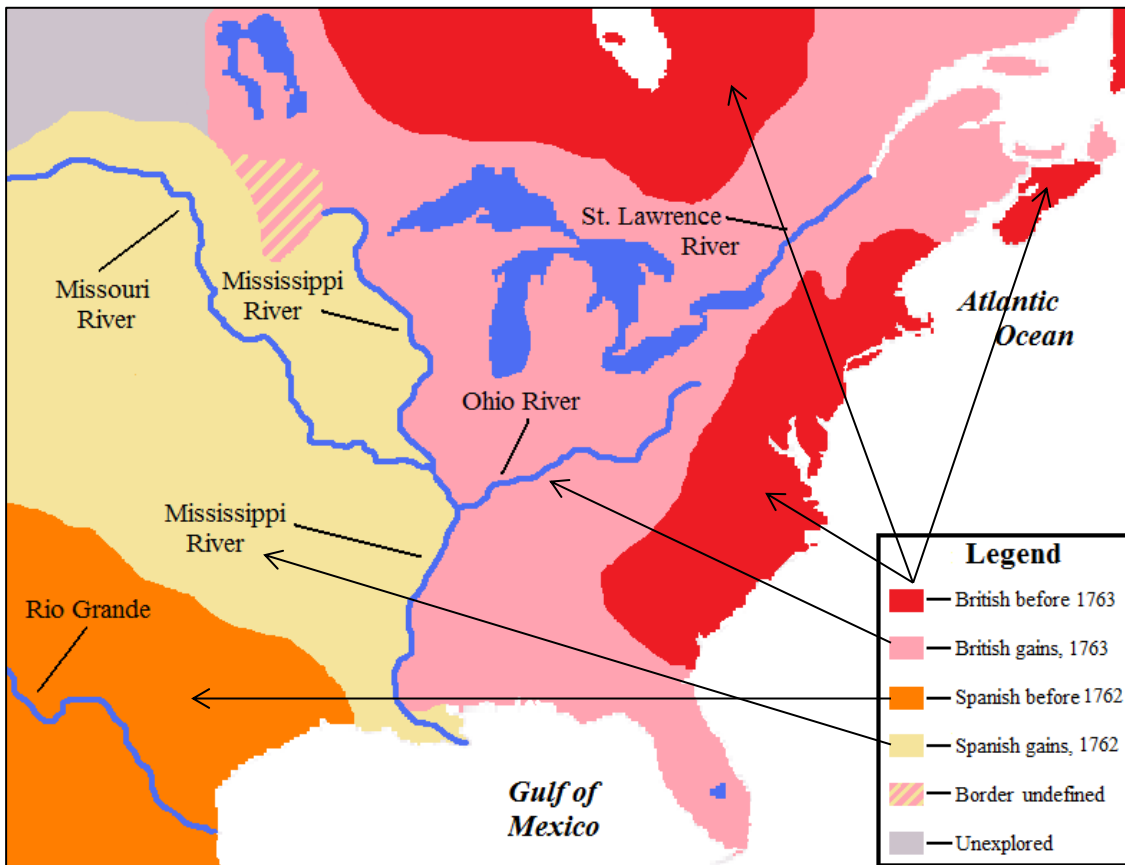 St. Lawrence
River
Missouri
River
Mississippi
River
Atlantic
Ocean
Ohio River
Mississippi
River
Rio Grande
Gulf of
Mexico
Legend
British before 1763
British gains, 1763
Spanish before 1762
Spanish gains, 1762
Border undefined
Unexplored